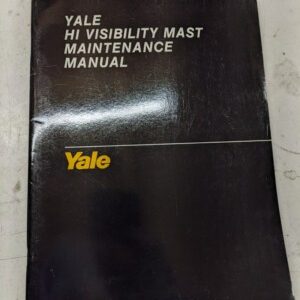 YALE
HI VISIBILITY MAST
MAINTENANCE
MANUAL
Yale